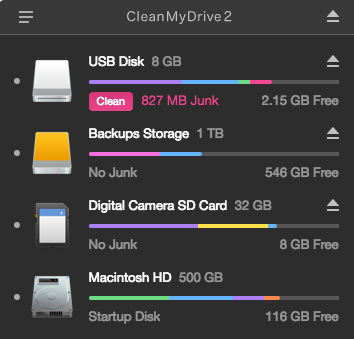 CleanMyDrive 2
USB Disk 8 GB
Clean 827 MB Junk 2.15 GB Free
Backups Storage 1 TB
No Junk 546 GB Free
Digital Camera SD Card 32 GB
No Junk 8 GB Free
Macintosh HD 500 GB
Startup Disk 116 GB Free